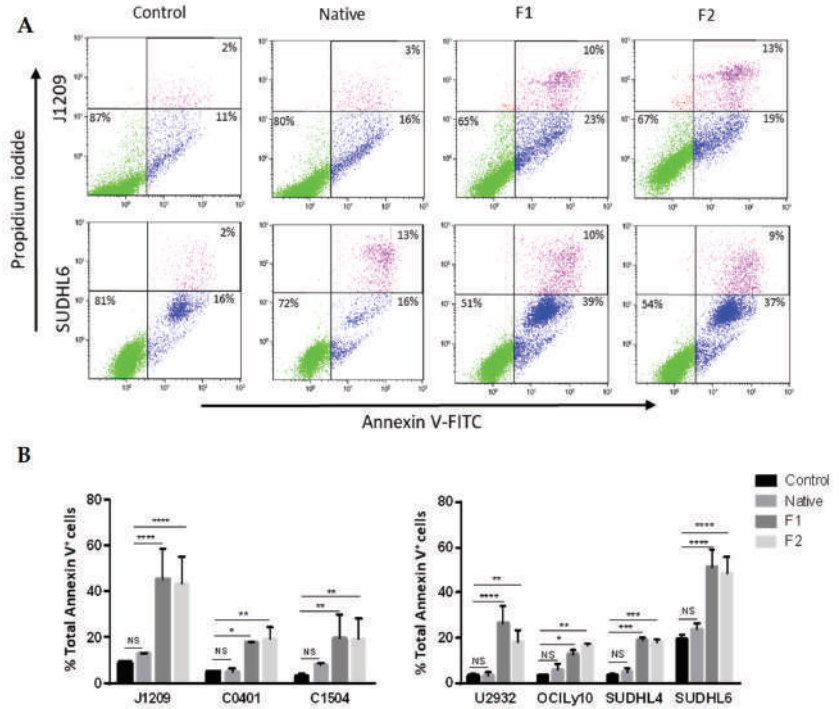 A
Control Native F1 F2
Propidium iodide
J1209
2%
87% 11%
3%
80% 16%
10%
65% 23%
13%
67% 19%
SUDHL6
2%
81% 16%
13%
72% 16%
10%
51% 39%
9%
54% 37%
Annexin V-FITC
B
% Total Annexin V⁺ cells
80
60
40
20
0
NS **** ****
NS * **
NS ** **
J1209 C0401 C1504
% Total Annexin V⁺ cells
80
60
40
20
0
NS **** **
NS * **
NS *** ***
NS **** ****
U2932 OCILy10 SUDHL4 SUDHL6
Control
Native
F1
F2